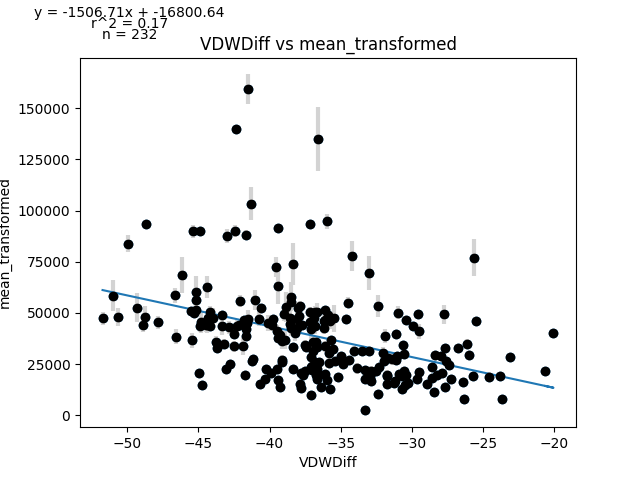 y = -1506.71x + -16800.64
r^2 = 0.17
n = 232
VDWDiff vs mean_transformed
150000
125000
100000
75000
50000
25000
0
mean_transformed
−50 −45 −40 −35 −30 −25 −20
VDWDiff